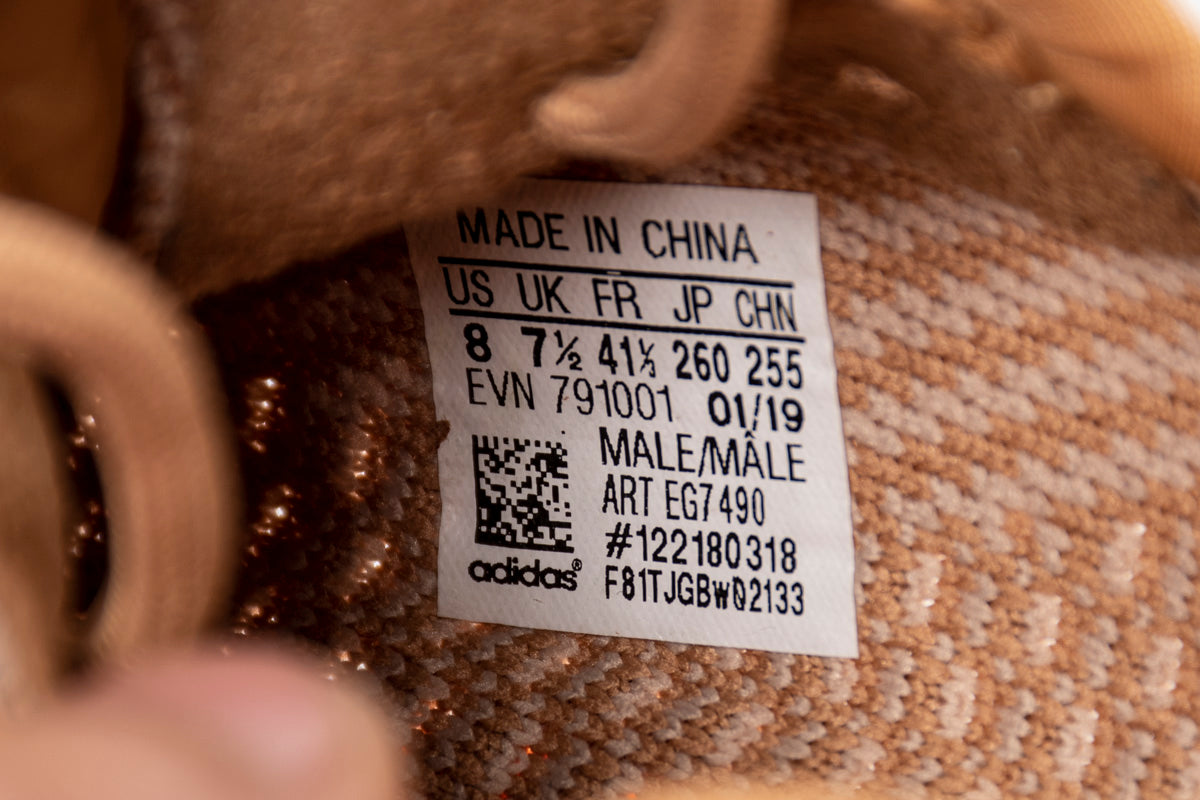 MADE IN CHINA
US UK FR JP CHN
8 7½ 41⅓ 260 255
EVN 791001 01/19
MALE/MÂLE
ART EG7490
#122180318
F81TJGBW02133
adidas®